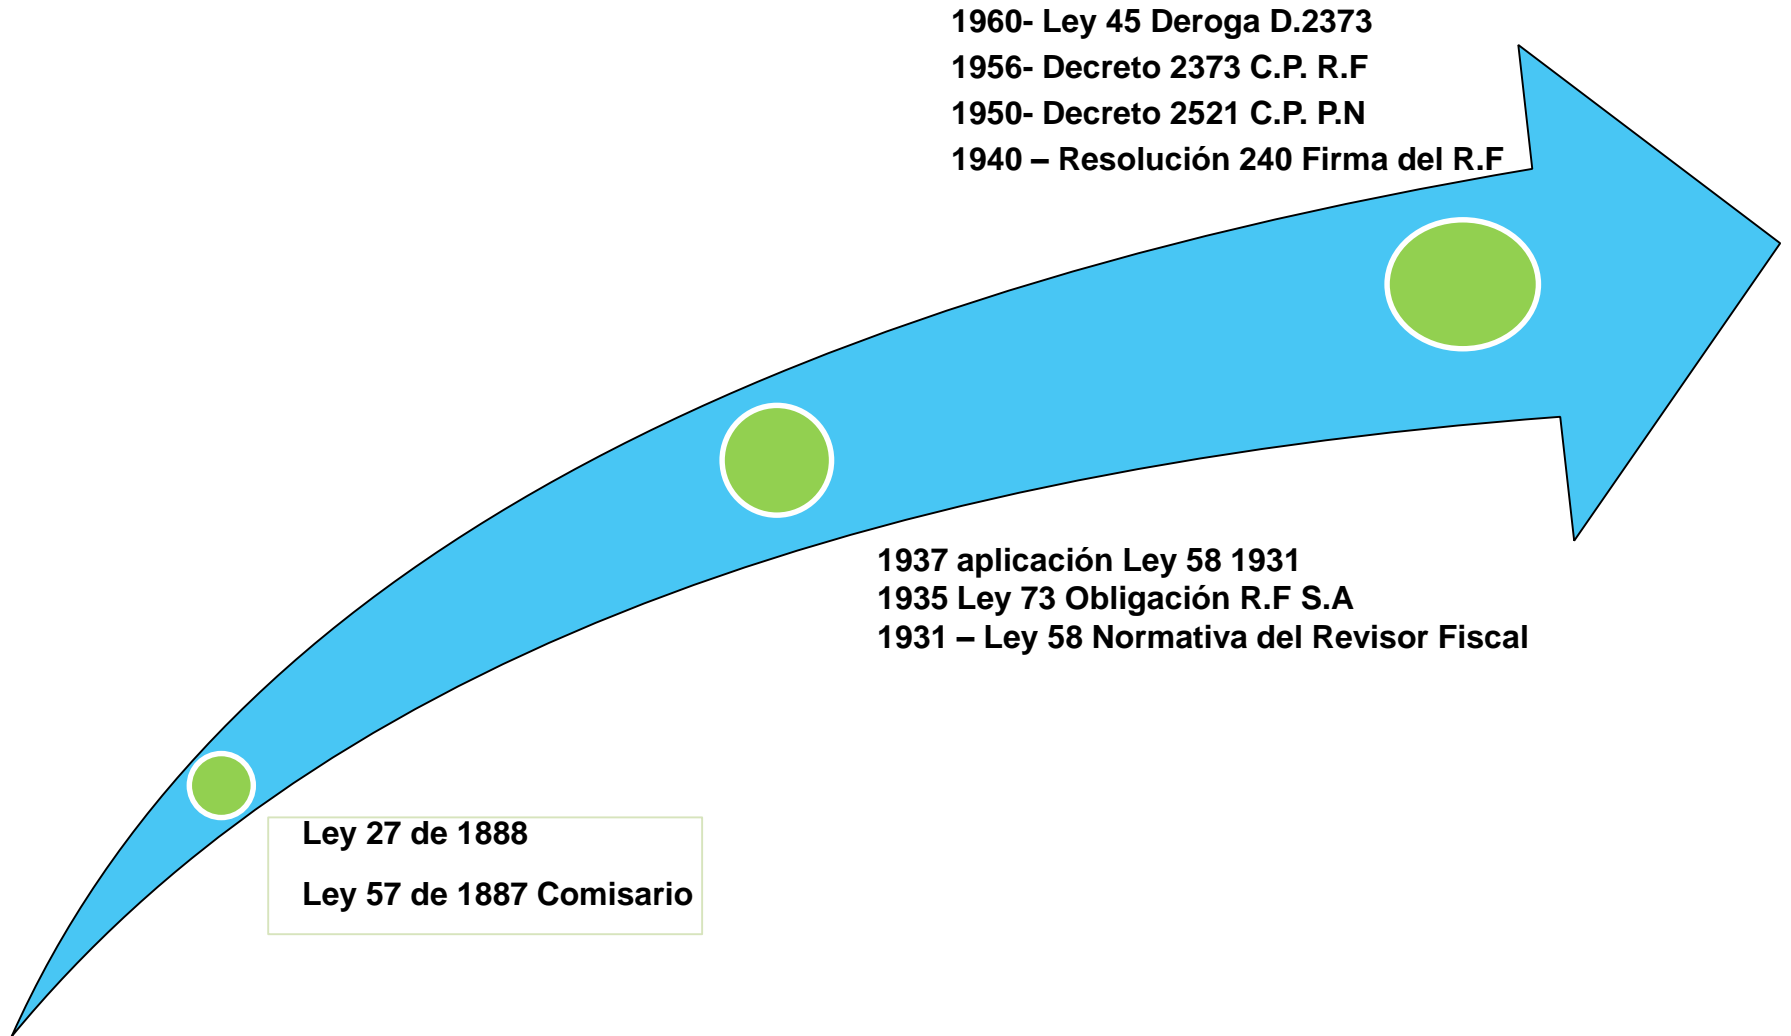 1960- Ley 45 Deroga D.2373
1956- Decreto 2373 C.P. R.F
1950- Decreto 2521 C.P. P.N
1940 – Resolución 240 Firma del R.F
1937 aplicación Ley 58 1931
1935 Ley 73 Obligación R.F S.A
1931 – Ley 58 Normativa del Revisor Fiscal
Ley 27 de 1888
Ley 57 de 1887 Comisario